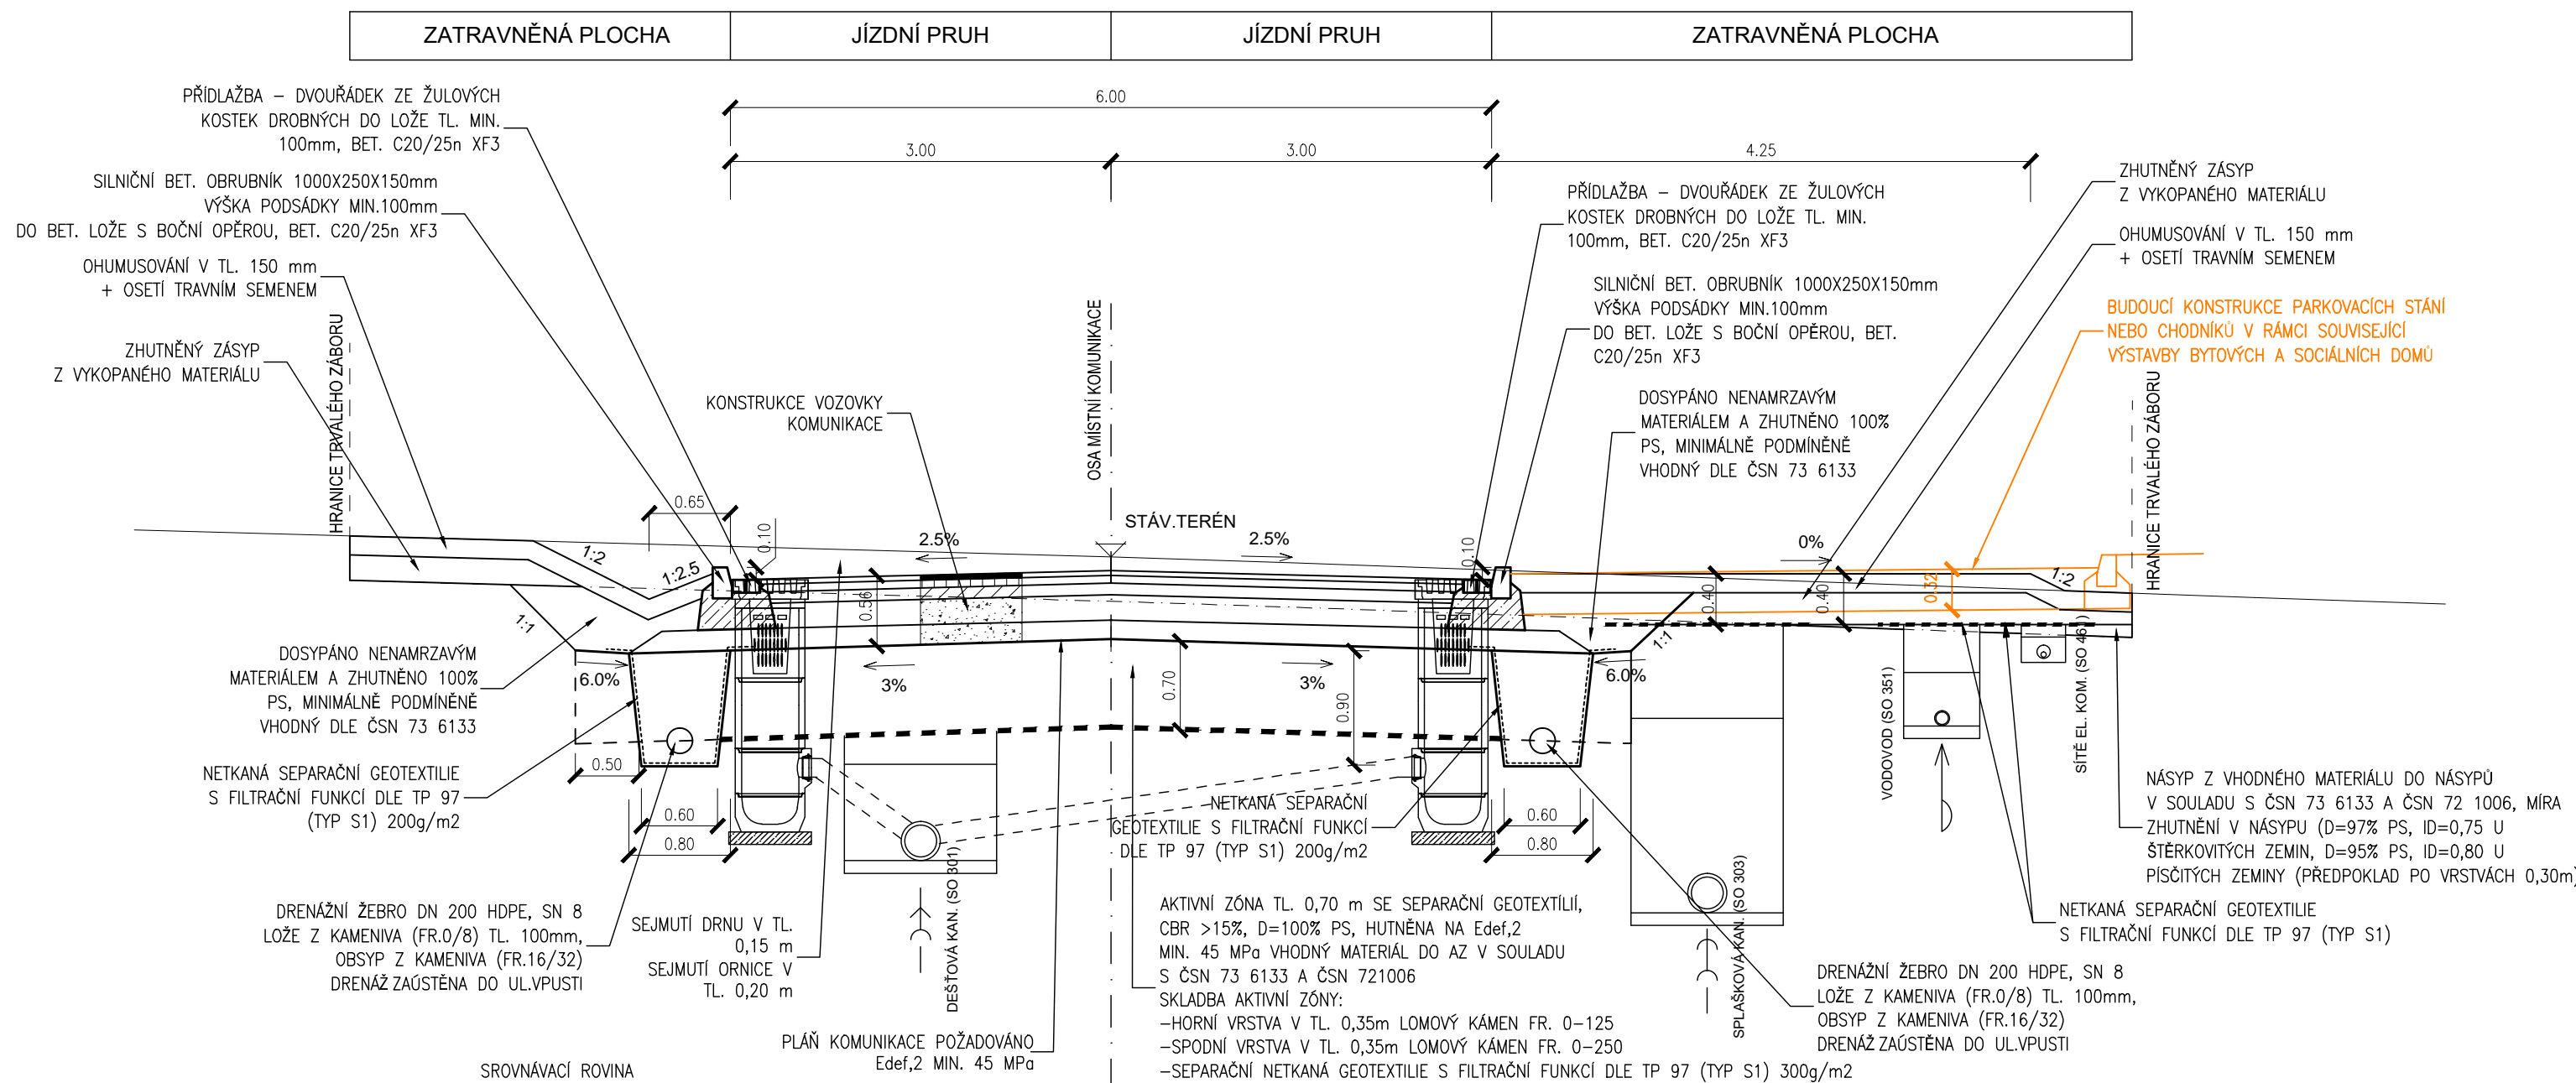 ZATRAVNĚNÁ PLOCHA
JÍZDNÍ PRUH
JÍZDNÍ PRUH
ZATRAVNĚNÁ PLOCHA
6.00
3.00
3.00
4.25
PŘÍDLAŽBA – DVOUŘÁDEK ZE ŽULOVÝCH
KOSTEK DROBNÝCH DO LOŽE TL. MIN.
100mm, BET. C20/25n XF3
SILNIČNÍ BET. OBRUBNÍK 1000X250X150mm
VÝŠKA PODSÁDKY MIN.100mm
DO BET. LOŽE S BOČNÍ OPĚROU, BET. C20/25n XF3
OHUMUSOVÁNÍ V TL. 150 mm
+ OSETÍ TRAVNÍM SEMENEM
ZHUTNĚNÝ ZÁSYP
Z VYKOPANÉHO MATERIÁLU
HRANICE TRVALÉHO ZÁBORU
KONSTRUKCE VOZOVKY
KOMUNIKACE
OSA MÍSTNÍ KOMUNIKACE
PŘÍDLAŽBA – DVOUŘÁDEK ZE ŽULOVÝCH
KOSTEK DROBNÝCH DO LOŽE TL. MIN.
100mm, BET. C20/25n XF3
SILNIČNÍ BET. OBRUBNÍK 1000X250X150mm
VÝŠKA PODSÁDKY MIN.100mm
DO BET. LOŽE S BOČNÍ OPĚROU, BET.
C20/25n XF3
DOSYPÁNO NENAMRZAVÝM
MATERIÁLEM A ZHUTNĚNO 100%
PS, MINIMÁLNĚ PODMÍNĚNĚ
VHODNÝ DLE ČSN 73 6133
ZHUTNĚNÝ ZÁSYP
Z VYKOPANÉHO MATERIÁLU
OHUMUSOVÁNÍ V TL. 150 mm
+ OSETÍ TRAVNÍM SEMENEM
BUDOUCÍ KONSTRUKCE PARKOVACÍCH STÁNÍ
NEBO CHODNÍKŮ V RÁMCI SOUVISEJÍCÍ
VÝSTAVBY BYTOVÝCH A SOCIÁLNÍCH DOMŮ
HRANICE TRVALÉHO ZÁBORU
0.65
0.10
2.5%
STÁV.TERÉN
2.5%
0.10
0%
1:2
1:2.5
1:1
0.56
0.40
0.40
0.32
1:2
1:1
6.0%
3%
0.70
3%
0.90
6.0%
DOSYPÁNO NENAMRZAVÝM
MATERIÁLEM A ZHUTNĚNO 100%
PS, MINIMÁLNĚ PODMÍNĚNĚ
VHODNÝ DLE ČSN 73 6133
NETKANÁ SEPARAČNÍ GEOTEXTILIE
S FILTRAČNÍ FUNKCÍ DLE TP 97
(TYP S1) 200g/m2
0.50
0.60
0.80
NETKANÁ SEPARAČNÍ
GEOTEXTILIE S FILTRAČNÍ FUNKCÍ
DLE TP 97 (TYP S1) 200g/m2
0.60
0.80
VODOVOD (SO 351)
SÍTĚ EL. KOM. (SO 461)
NÁSYP Z VHODNÉHO MATERIÁLU DO NÁSYPŮ
V SOULADU S ČSN 73 6133 A ČSN 72 1006, MÍRA
ZHUTNĚNÍ V NÁSYPU (D=97% PS, ID=0,75 U
ŠTĚRKOVITÝCH ZEMIN, D=95% PS, ID=0,80 U
PÍSČITÝCH ZEMINY (PŘEDPOKLAD PO VRSTVÁCH 0,30m)
NETKANÁ SEPARAČNÍ GEOTEXTILIE
S FILTRAČNÍ FUNKCÍ DLE TP 97 (TYP S1)
DRENÁŽNÍ ŽEBRO DN 200 HDPE, SN 8
LOŽE Z KAMENIVA (FR.0/8) TL. 100mm,
OBSYP Z KAMENIVA (FR.16/32)
DRENÁŽ ZAÚSTĚNA DO UL.VPUSTI
SEJMUTÍ DRNU V TL.
0,15 m
SEJMUTÍ ORNICE V
TL. 0,20 m
DEŠŤOVÁ KAN. (SO 301)
PLÁŇ KOMUNIKACE POŽADOVÁNO
Edef,2 MIN. 45 MPa
AKTIVNÍ ZÓNA TL. 0,70 m SE SEPARAČNÍ GEOTEXTÍLIÍ,
CBR >15%, D=100% PS, HUTNĚNA NA Edef,2
MIN. 45 MPa VHODNÝ MATERIÁL DO AZ V SOULADU
S ČSN 73 6133 A ČSN 721006
SKLADBA AKTIVNÍ ZÓNY:
–HORNÍ VRSTVA V TL. 0,35m LOMOVÝ KÁMEN FR. 0–125
–SPODNÍ VRSTVA V TL. 0,35m LOMOVÝ KÁMEN FR. 0–250
–SEPARAČNÍ NETKANÁ GEOTEXTILIE S FILTRAČNÍ FUNKCÍ DLE TP 97 (TYP S1) 300g/m2
SPLAŠKOVÁ KAN. (SO 303)
DRENÁŽNÍ ŽEBRO DN 200 HDPE, SN 8
LOŽE Z KAMENIVA (FR.0/8) TL. 100mm,
OBSYP Z KAMENIVA (FR.16/32)
DRENÁŽ ZAÚSTĚNA DO UL.VPUSTI
SROVNÁVACÍ ROVINA